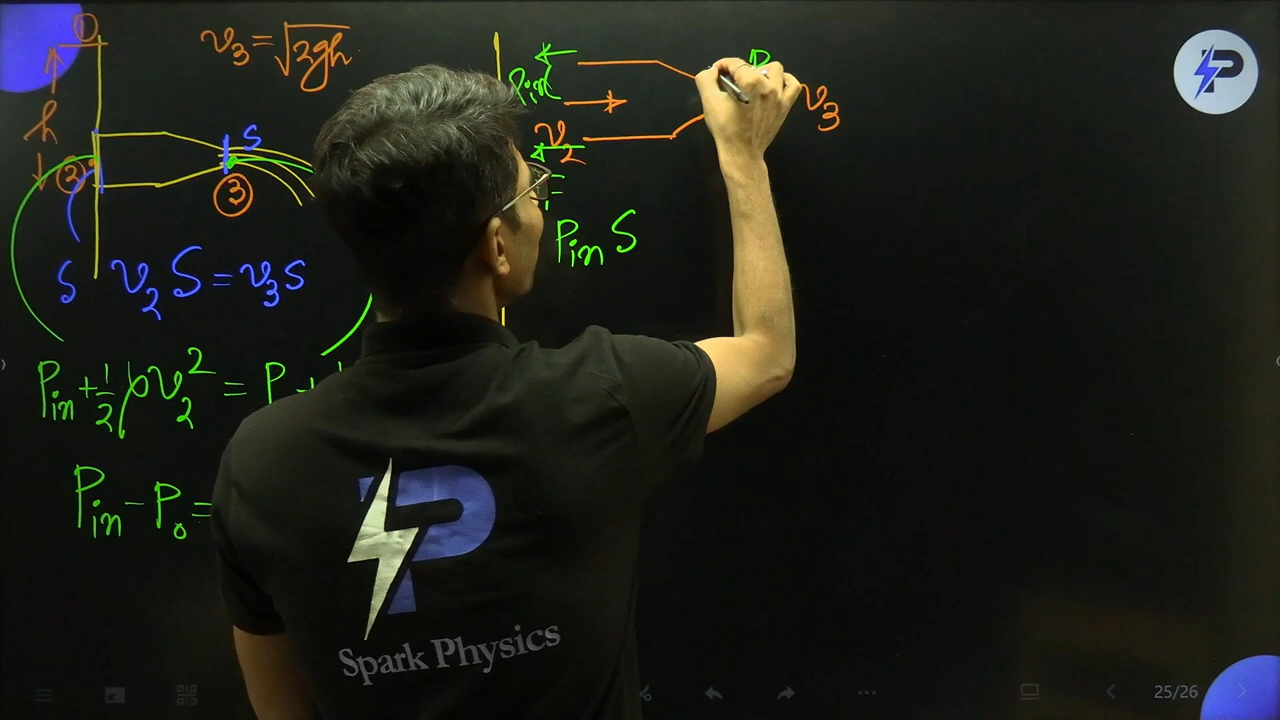 1
v₃ = √2gh
h
2
S
3
S
v₂ S = v₃ s
Pin + 1/2 ρv₂² = P
Pin - P₀ =
Pin
v₂
v₃
P
=
Pin S
P
Spark Physics
P
25/26